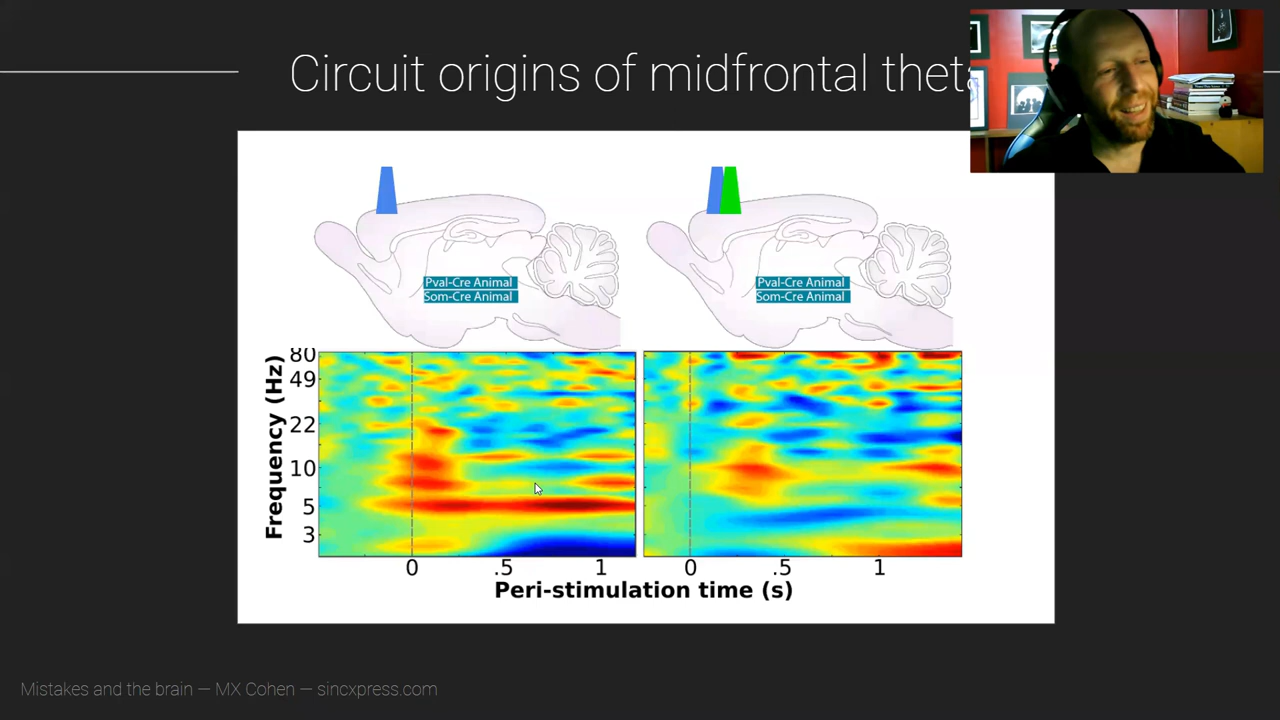 Circuit origins of midfrontal theta
Pval-Cre Animal
Som-Cre Animal
Pval-Cre Animal
Som-Cre Animal
Frequency (Hz)
80
49
22
10
5
3
0 .5 1
0 .5 1
Peri-stimulation time (s)
Mistakes and the brain — MX Cohen — sincxpress.com